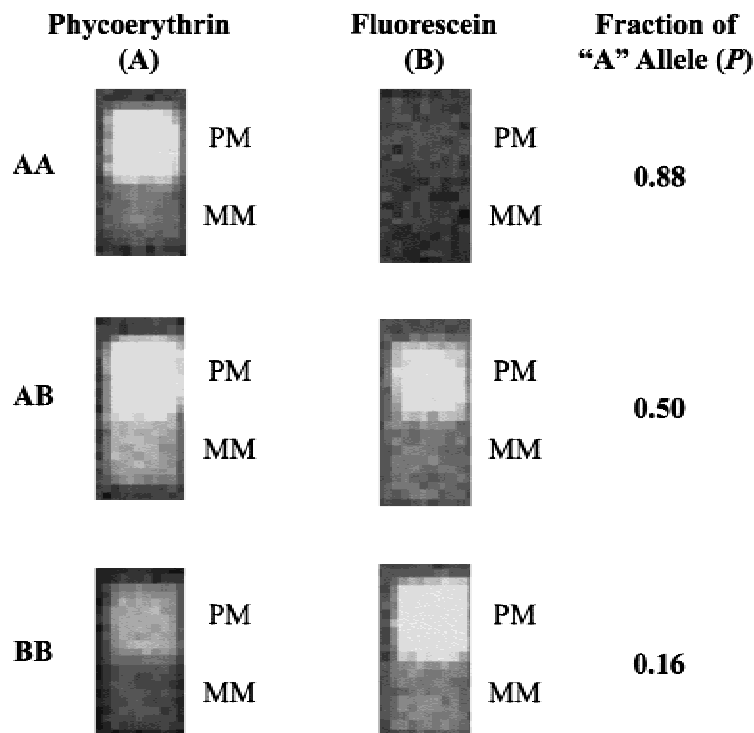 Phycoerythrin Fluorescein Fraction of
(A) (B) “A” Allele (P)
PM PM
AA 0.88
MM MM
PM PM
AB 0.50
MM MM
PM PM
BB 0.16
MM MM